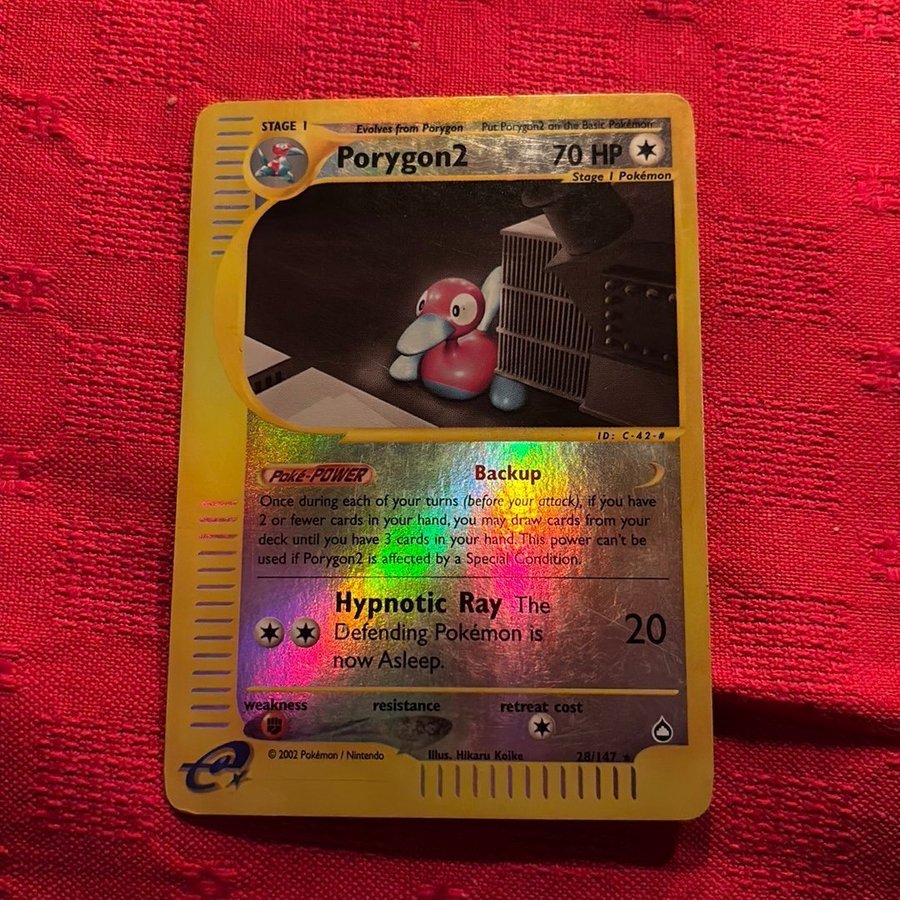 STAGE 1 Evolves from Porygon Put Porygon2 on the Basic Pokémon
Porygon2 70 HP
Stage 1 Pokémon
ID: C-42-#
Poké-POWER Backup
Once during each of your turns (before your attack), if you have
2 or fewer cards in your hand, you may draw cards from your
deck until you have 3 cards in your hand. This power can't be
used if Porygon2 is affected by a Special Condition.
Hypnotic Ray The
Defending Pokémon is
now Asleep.
20
weakness resistance retreat cost
© 2002 Pokémon / Nintendo Illus. Hikaru Koike 28/147
e